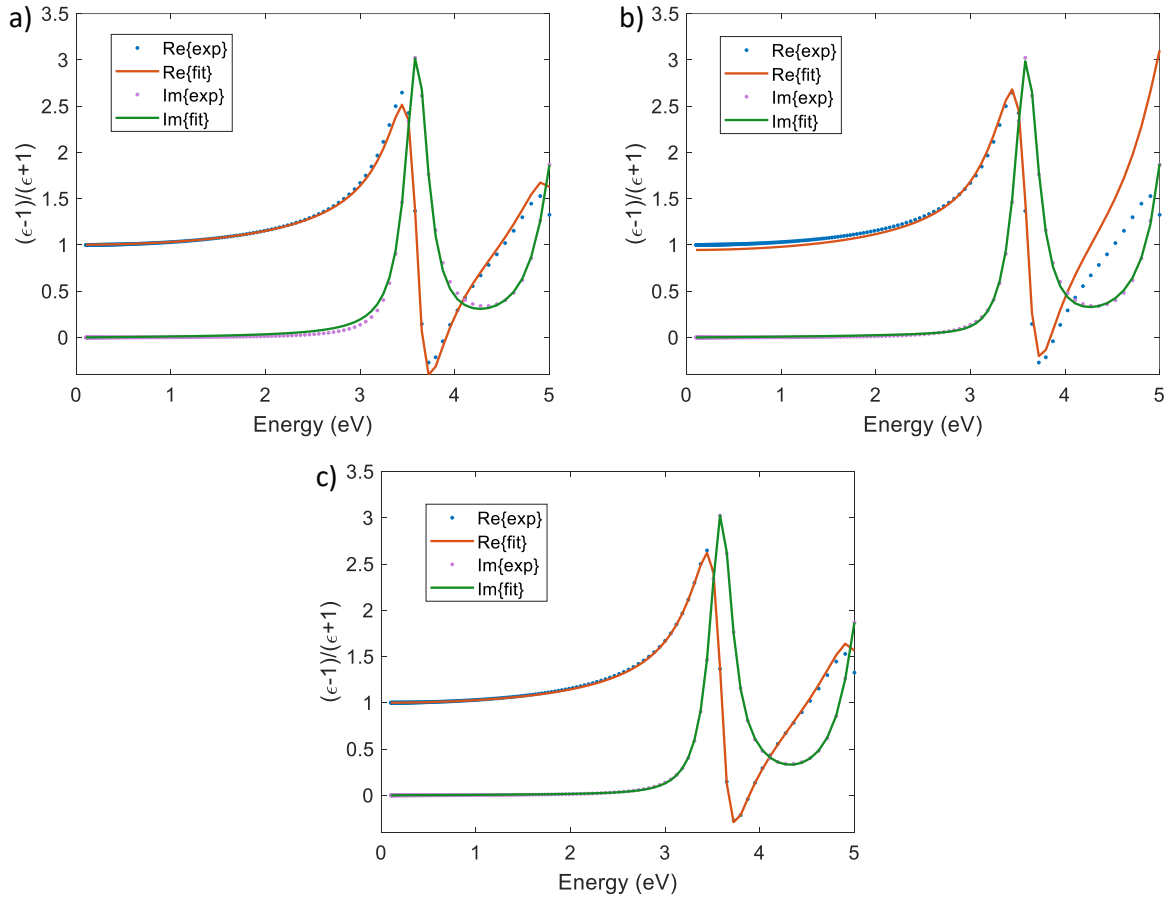 a)
3.5
3
2.5
2
1.5
1
0.5
0
(ϵ-1)/(ϵ+1)
Re{exp}
Re{fit}
Im{exp}
Im{fit}
0 1 2 3 4 5
Energy (eV)
b)
3.5
3
2.5
2
1.5
1
0.5
0
(ϵ-1)/(ϵ+1)
Re{exp}
Re{fit}
Im{exp}
Im{fit}
0 1 2 3 4 5
Energy (eV)
c)
3.5
3
2.5
2
1.5
1
0.5
0
(ϵ-1)/(ϵ+1)
Re{exp}
Re{fit}
Im{exp}
Im{fit}
0 1 2 3 4 5
Energy (eV)